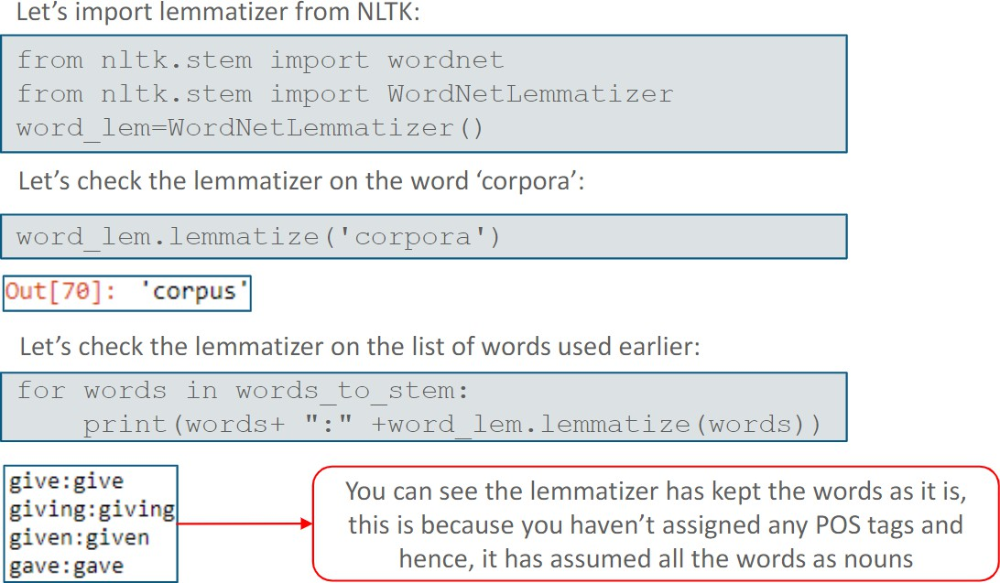 Let’s import lemmatizer from NLTK:
from nltk.stem import wordnet
from nltk.stem import WordNetLemmatizer
word_lem=WordNetLemmatizer()
Let’s check the lemmatizer on the word ‘corpora’:
word_lem.lemmatize('corpora')
Out[70]: 'corpus'
Let’s check the lemmatizer on the list of words used earlier:
for words in words_to_stem:
    print(words+ ":" +word_lem.lemmatize(words))
give:give
giving:giving
given:given
gave:gave
You can see the lemmatizer has kept the words as it is,
this is because you haven’t assigned any POS tags and
hence, it has assumed all the words as nouns